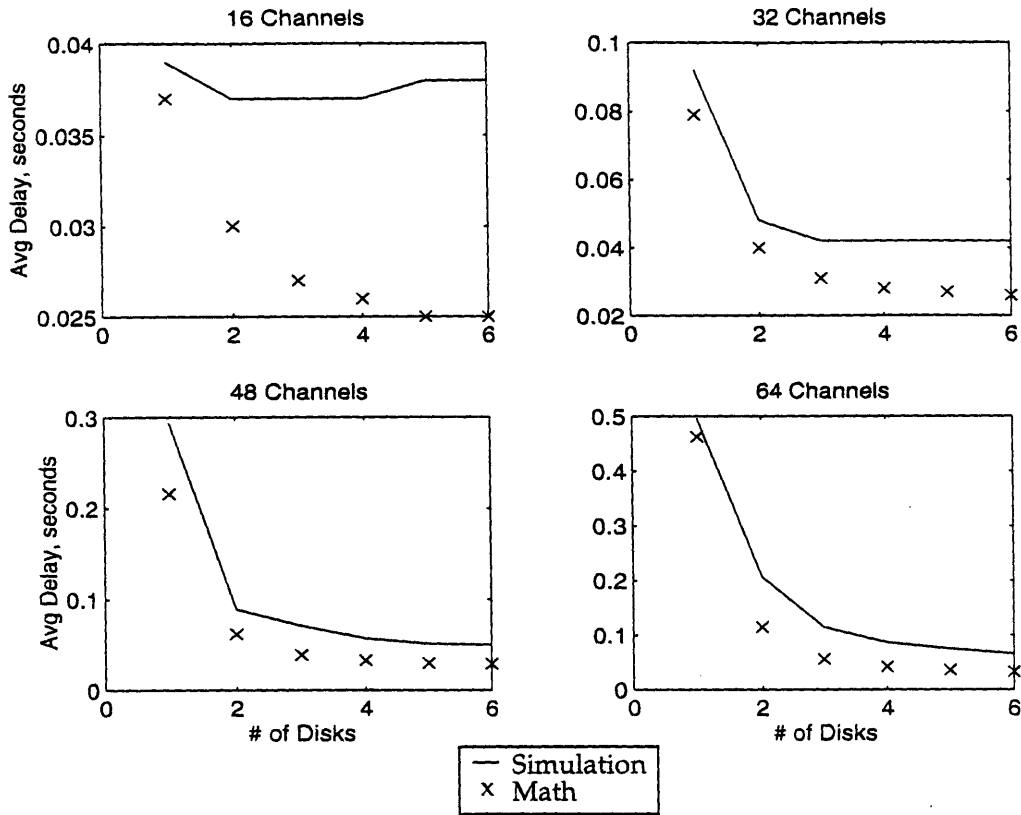 16 Channels
0.04
0.035
0.03
0.025
0 2 4 6
Avg Delay, seconds
32 Channels
0.1
0.08
0.06
0.04
0.02
0 2 4 6
48 Channels
0.3
0.2
0.1
0
0 2 4 6
Avg Delay, seconds
# of Disks
64 Channels
0.5
0.4
0.3
0.2
0.1
0
0 2 4 6
# of Disks
— Simulation
× Math